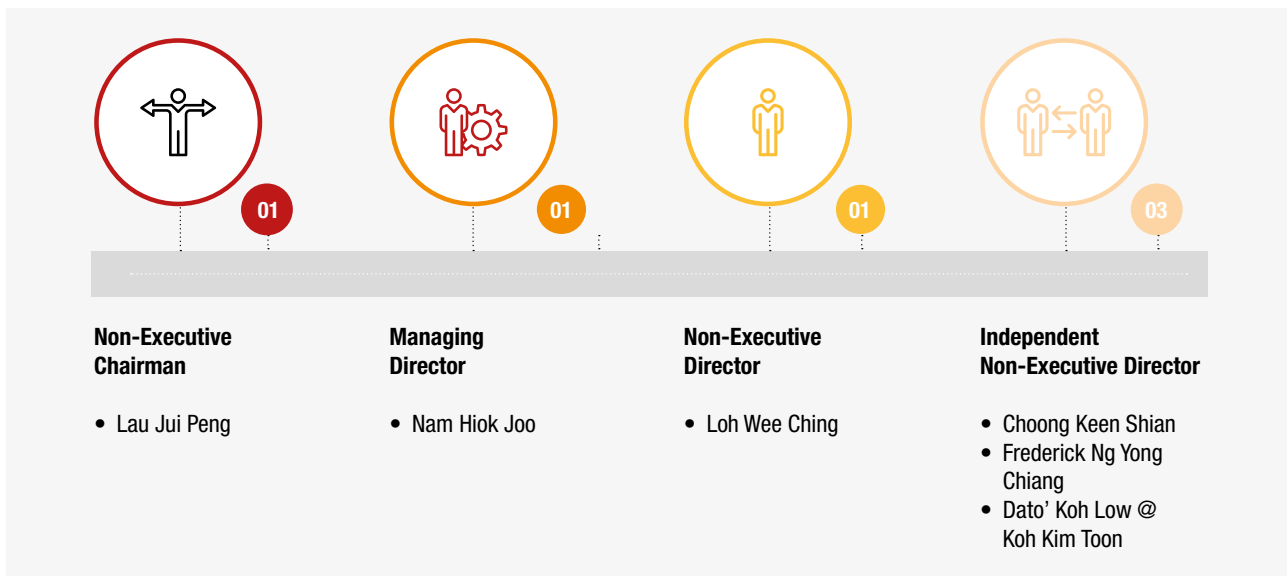 01
01
01
03
Non-Executive
Chairman
• Lau Jui Peng
Managing
Director
• Nam Hiok Joo
Non-Executive
Director
• Loh Wee Ching
Independent
Non-Executive Director
• Choong Keen Shian
• Frederick Ng Yong
Chiang
• Dato’ Koh Low @
Koh Kim Toon